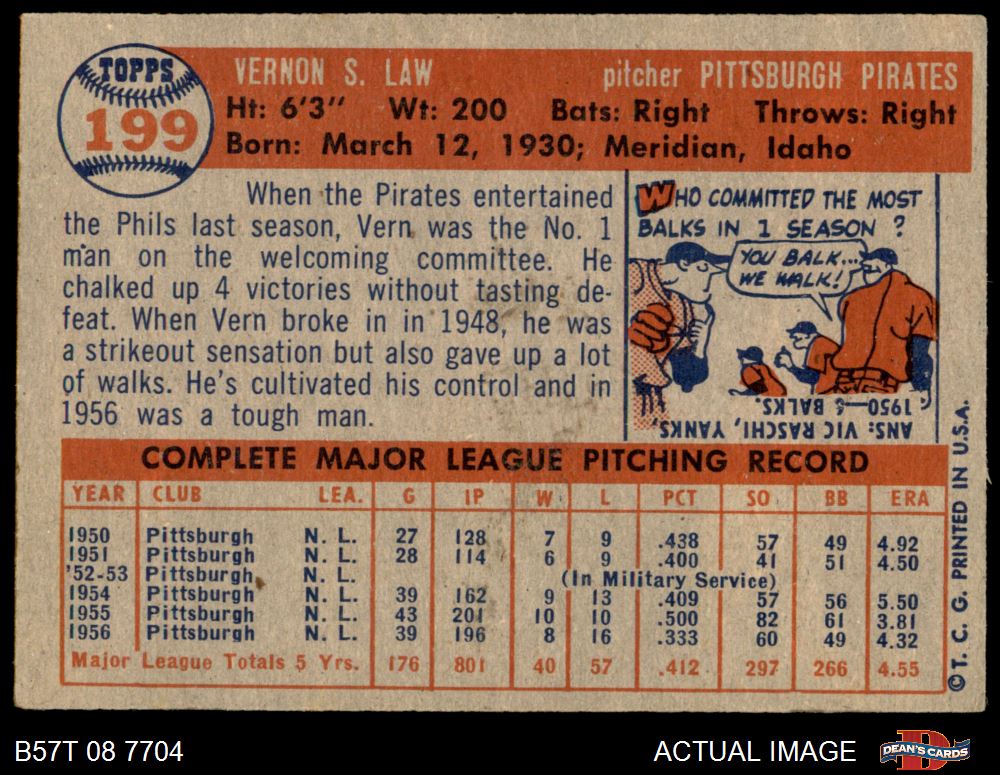 TOPPS
199
VERNON S. LAW pitcher PITTSBURGH PIRATES
Ht: 6'3" Wt: 200 Bats: Right Throws: Right
Born: March 12, 1930; Meridian, Idaho
When the Pirates entertained
the Phils last season, Vern was the No. 1
man on the welcoming committee. He
chalked up 4 victories without tasting de-
feat. When Vern broke in in 1948, he was
a strikeout sensation but also gave up a lot
of walks. He's cultivated his control and in
1956 was a tough man.
WHO COMMITTED THE MOST
BALKS IN 1 SEASON ?
YOU BALK...
WE WALK!
ANS: VIC RASCHI, YANKS,
1950—6 BALKS.
COMPLETE MAJOR LEAGUE PITCHING RECORD
YEAR CLUB LEA. G IP W L PCT SO BB ERA
1950 Pittsburgh N. L. 27 128 7 9 .438 57 49 4.92
1951 Pittsburgh N. L. 28 114 6 9 .400 41 51 4.50
'52-53 Pittsburgh N. L. (In Military Service)
1954 Pittsburgh N. L. 39 162 9 13 .409 57 56 5.50
1955 Pittsburgh N. L. 43 201 10 10 .500 82 61 3.81
1956 Pittsburgh N. L. 39 196 8 16 .333 60 49 4.32
Major League Totals 5 Yrs. 176 801 40 57 .412 297 266 4.55
©T. C. G. PRINTED IN U.S.A.
B57T 08 7704
ACTUAL IMAGE
D
DEAN'S CARDS